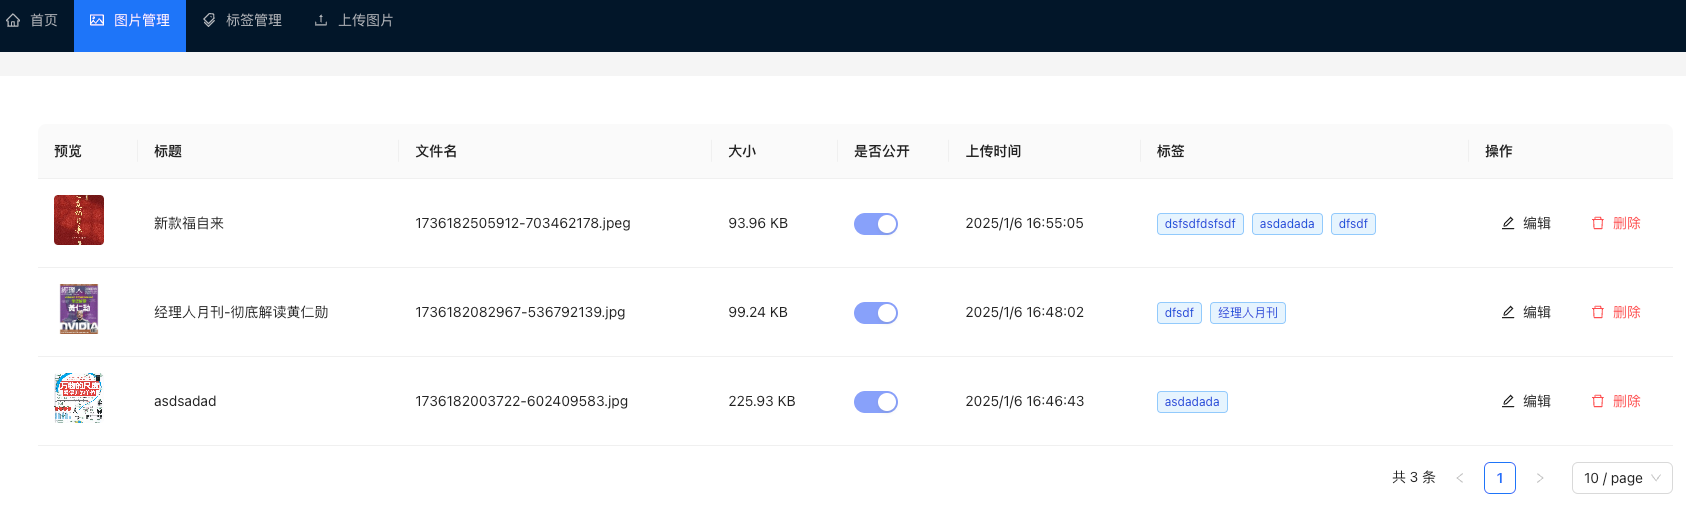 首页 图片管理 标签管理 上传图片
预览 标题 文件名 大小 是否公开 上传时间 标签 操作
新款福自来 1736182505912-703462178.jpeg 93.96 KB 2025/1/6 16:55:05 dsfsdfdsfsdf asdadada dfsdf 编辑 删除
经理人月刊-彻底解读黄仁勋 1736182082967-536792139.jpg 99.24 KB 2025/1/6 16:48:02 dfsdf 经理人月刊 编辑 删除
黄仁勋
NVIDIA
asdsadad 1736182003722-602409583.jpg 225.93 KB 2025/1/6 16:46:43 asdadada 编辑 删除
共 3 条 1 10 / page